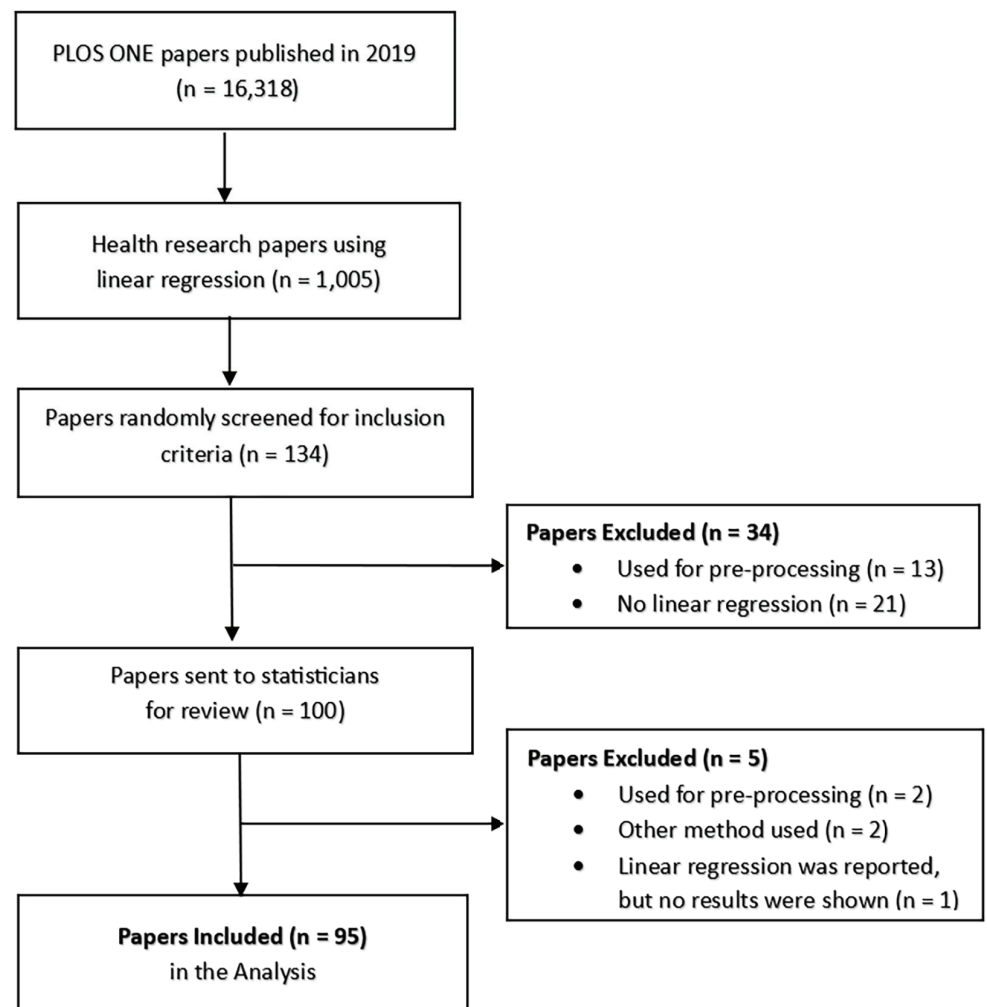 PLOS ONE papers published in 2019
(n = 16,318)
Health research papers using
linear regression (n = 1,005)
Papers randomly screened for inclusion
criteria (n = 134)
Papers Excluded (n = 34)
• Used for pre-processing (n = 13)
• No linear regression (n = 21)
Papers sent to statisticians
for review (n = 100)
Papers Excluded (n = 5)
• Used for pre-processing (n = 2)
• Other method used (n = 2)
• Linear regression was reported,
but no results were shown (n = 1)
Papers Included (n = 95)
in the Analysis